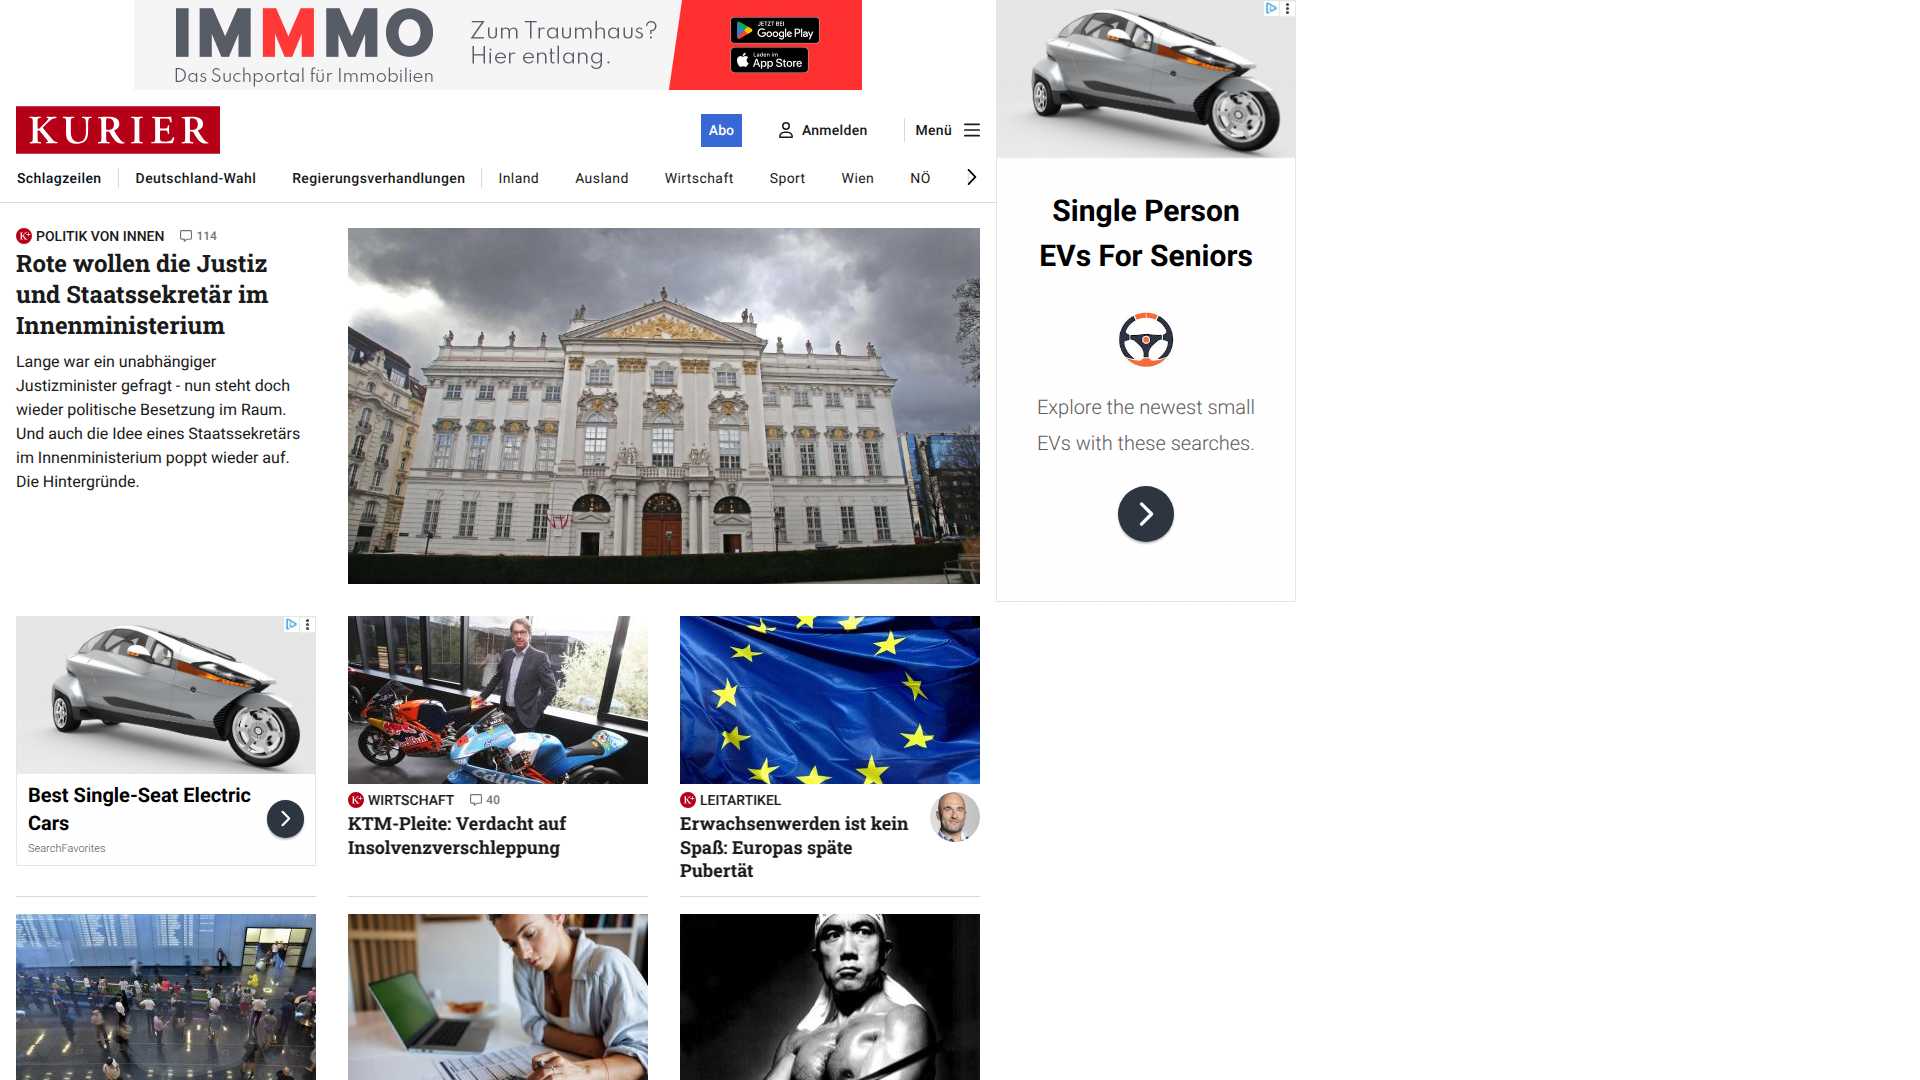 IMMMO
Das Suchportal für Immobilien
Zum Traumhaus?
Hier entlang.
JETZT BEI
Google Play
Laden im
App Store
KURIER
Abo
Anmelden
Menü
Schlagzeilen
Deutschland-Wahl
Regierungsverhandlungen
Inland
Ausland
Wirtschaft
Sport
Wien
NÖ
K+ POLITIK VON INNEN 114
Rote wollen die Justiz
und Staatssekretär im
Innenministerium
Lange war ein unabhängiger
Justizminister gefragt - nun steht doch
wieder politische Besetzung im Raum.
Und auch die Idee eines Staatssekretärs
im Innenministerium poppt wieder auf.
Die Hintergründe.
Single Person
EVs For Seniors
Explore the newest small
EVs with these searches.
Best Single-Seat Electric
Cars
SearchFavorites
K+ WIRTSCHAFT 40
KTM-Pleite: Verdacht auf
Insolvenzverschleppung
K+ LEITARTIKEL
Erwachsenwerden ist kein
Spaß: Europas späte
Pubertät